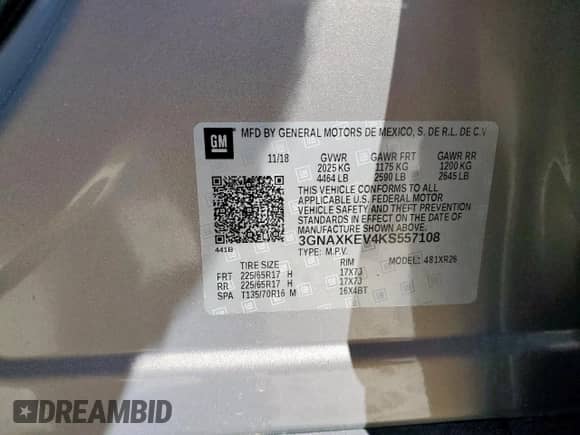 GM
MFD BY GENERAL MOTORS DE MEXICO, S. DE R.L. DE C.V
11/18 GVWR GAWR FRT GAWR RR
2025 KG 1175 KG 1200 KG
4464 LB 2590 LB 2645 LB
THIS VEHICLE CONFORMS TO ALL
APPLICABLE U.S. FEDERAL MOTOR
VEHICLE SAFETY AND THEFT PREVENTION
STANDARDS IN EFFECT ON THE DATE OF
MANUFACTURE SHOWN ABOVE.
3GNAXKEV4KS557108
441B TYPE: M.P.V. MODEL: 481XR26
TIRE SIZE RIM
FRT 225/65R17 H 17X7J
RR 225/65R17 H 17X7J
SPA T135/70R16 M 16X4BT
DREAMBID